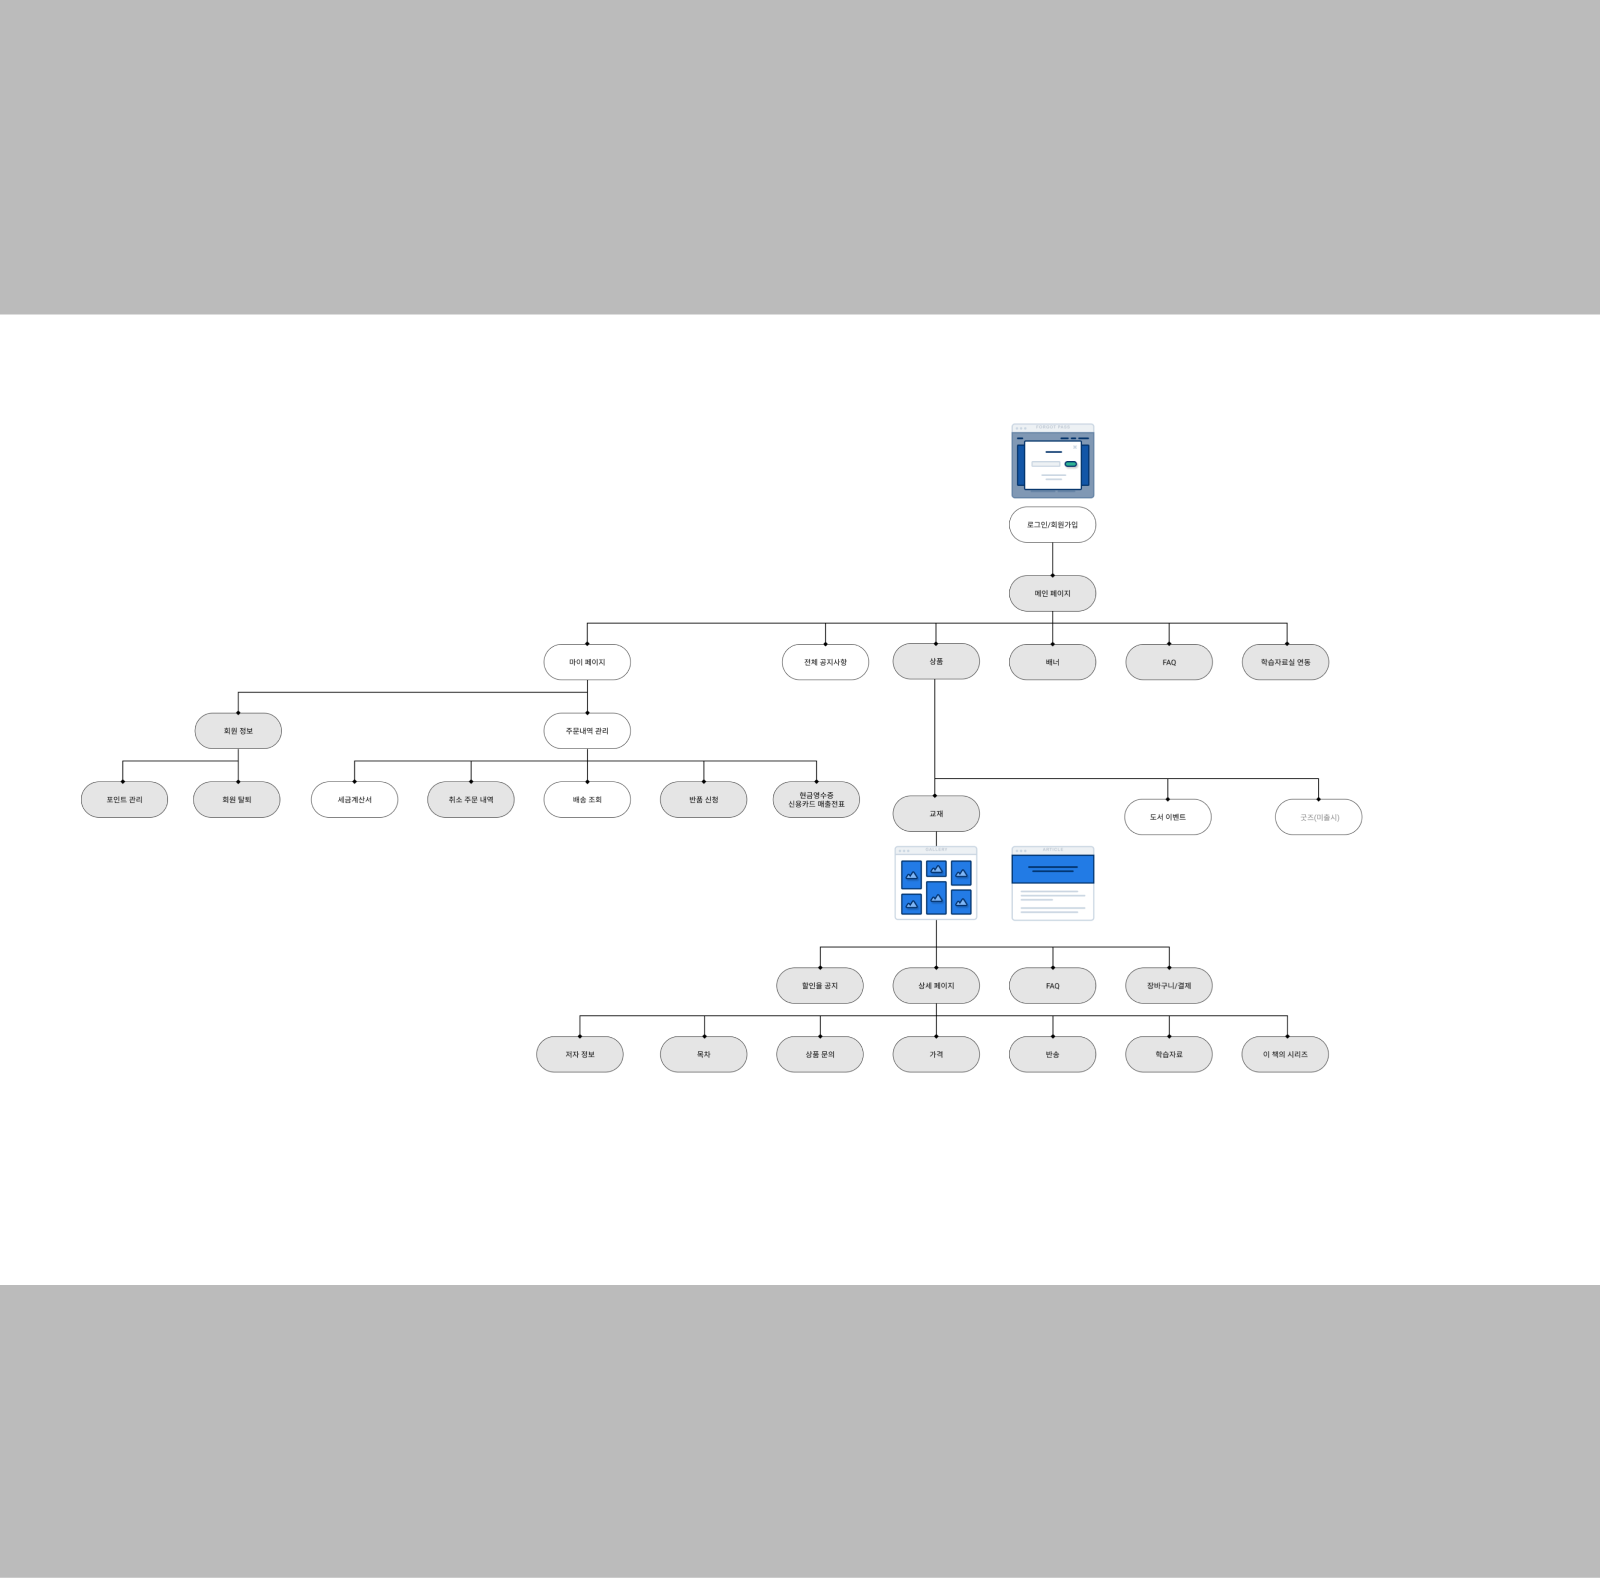 FORGOT PASS
로그인/회원가입
메인 페이지
마이 페이지
전체 공지사항
상품
배너
FAQ
학습자료실 연동
회원 정보
주문내역 관리
포인트 관리
회원 탈퇴
세금계산서
취소 주문 내역
배송 조회
반품 신청
현금영수증
신용카드 매출전표
교재
도서 이벤트
굿즈(미출시)
GALLERY
ARTICLE
할인율 공지
상세 페이지
FAQ
장바구니/결제
저자 정보
목차
상품 문의
가격
반송
학습자료
이 책의 시리즈